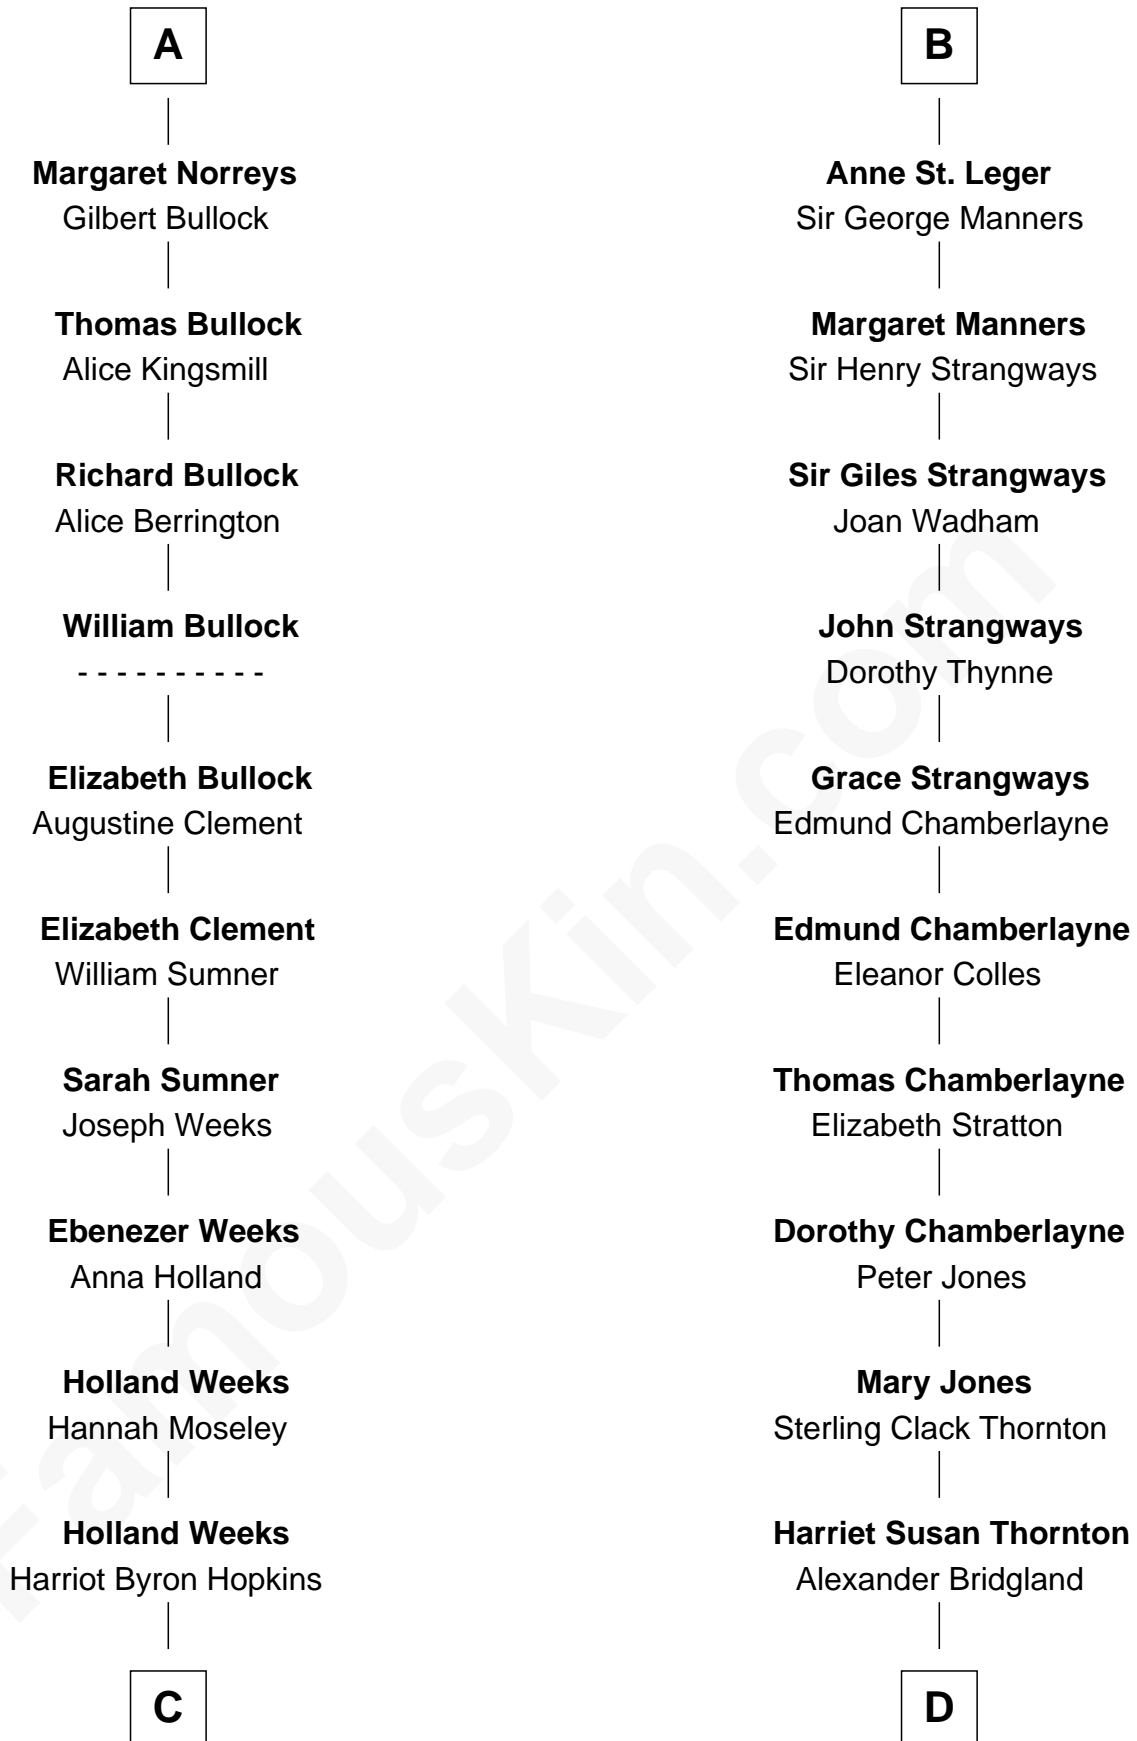 A
Margaret Norreys
Gilbert Bullock
Thomas Bullock
Alice Kingsmill
Richard Bullock
Alice Berrington
William Bullock
- - - - - - - - - -
Elizabeth Bullock
Augustine Clement
Elizabeth Clement
William Sumner
Sarah Sumner
Joseph Weeks
Ebenezer Weeks
Anna Holland
Holland Weeks
Hannah Moseley
Holland Weeks
Harriot Byron Hopkins
C
B
Anne St. Leger
Sir George Manners
Margaret Manners
Sir Henry Strangways
Sir Giles Strangways
Joan Wadham
John Strangways
Dorothy Thynne
Grace Strangways
Edmund Chamberlayne
Edmund Chamberlayne
Eleanor Colles
Thomas Chamberlayne
Elizabeth Stratton
Dorothy Chamberlayne
Peter Jones
Mary Jones
Sterling Clack Thornton
Harriet Susan Thornton
Alexander Bridgland
D
FamousKin.com